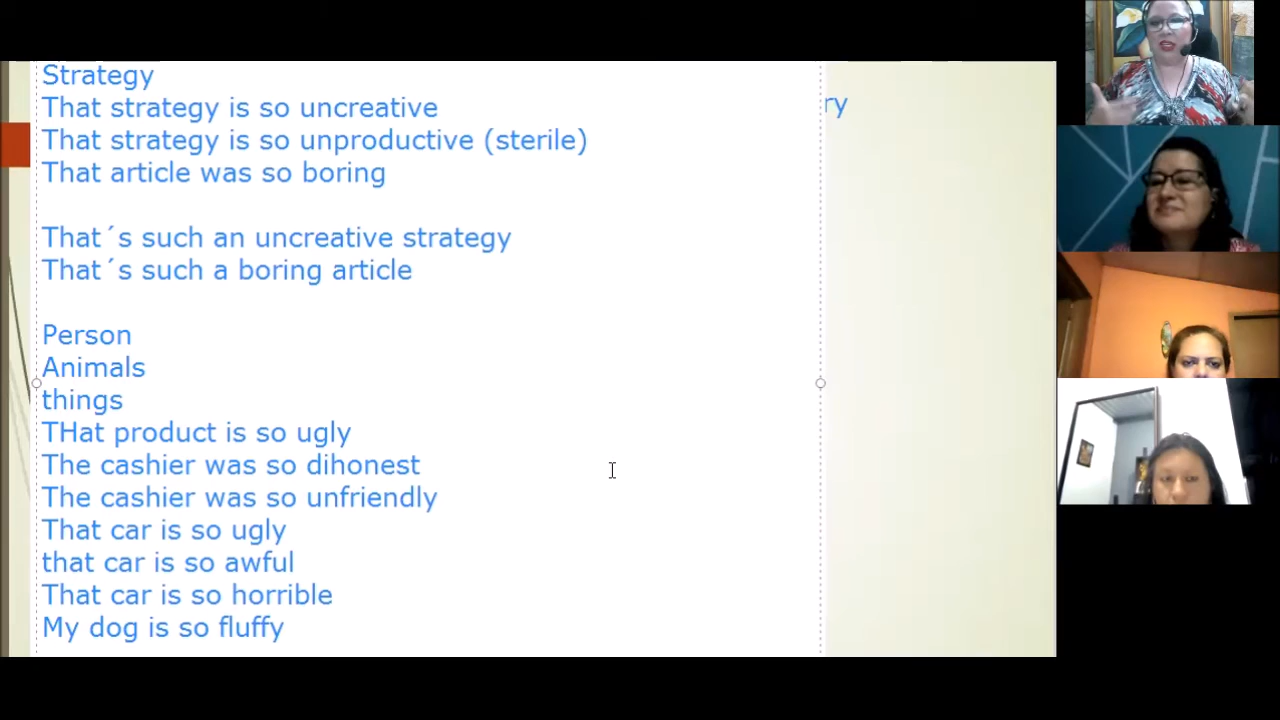 Strategy
That strategy is so uncreative
ry
That strategy is so unproductive (sterile)
That article was so boring
That´s such an uncreative strategy
That´s such a boring article
Person
Animals
things
THat product is so ugly
The cashier was so dihonest
The cashier was so unfriendly
That car is so ugly
that car is so awful
That car is so horrible
My dog is so fluffy